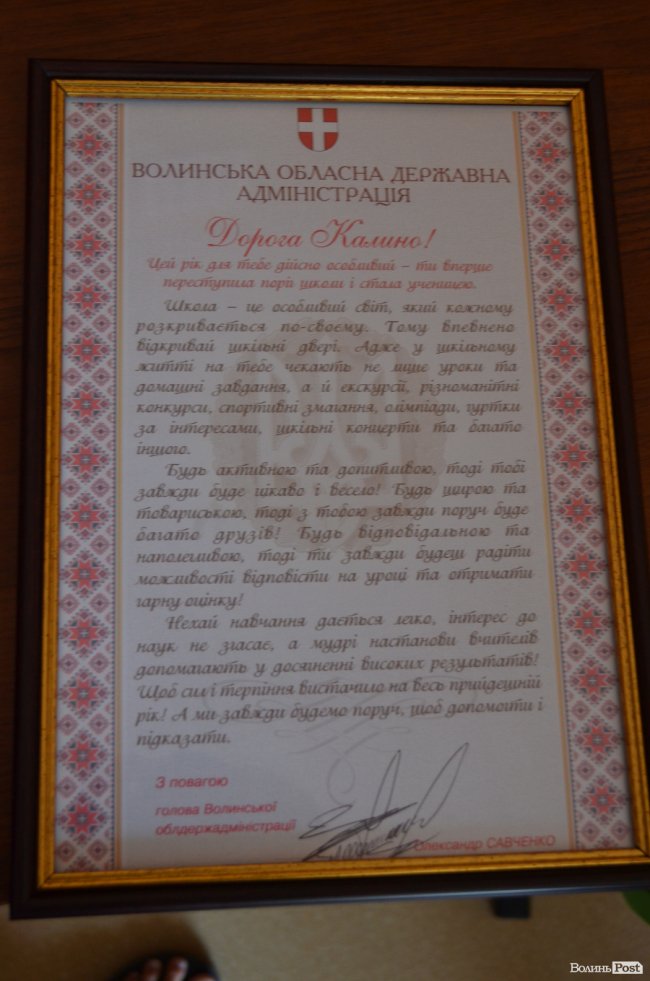 ВОЛИНСЬКА ОБЛАСНА ДЕРЖАВНА
АДМІНІСТРАЦІЯ
Дорога Калино!
Цей рік для тебе дійсно особливий – ти вперше
переступила поріг школи і стала ученицею.
Школа – це особливий світ, який кожному
розкривається по-своєму. Тому впевнено
відкривай шкільні двері. Адже у шкільному
житті на тебе чекають не лише уроки та
домашні завдання, а й екскурсії, різноманітні
конкурси, спортивні змагання, олімпіади, гуртки
за інтересами, шкільні концерти та багато
іншого.
Будь активною та допитливою, тоді тобі
завжди буде цікаво і весело! Будь щирою та
товариською, тоді з тобою завжди поруч буде
багато друзів! Будь відповідальною та
наполегливою, тоді ти завжди будеш радіти
можливості відповісти на уроці та отримати
гарну оцінку!
Нехай навчання дається легко, інтерес до
наук не згасає, а мудрі настанови вчителів
допомагають у досягненні високих результатів!
Щоб сил і терпіння вистачило на весь прийдешній
рік! А ми завжди будемо поруч, щоб допомогти і
підказати.
З повагою
голова Волинської
облдержадміністрації
Олександр САВЧЕНКО
ВолиньPost